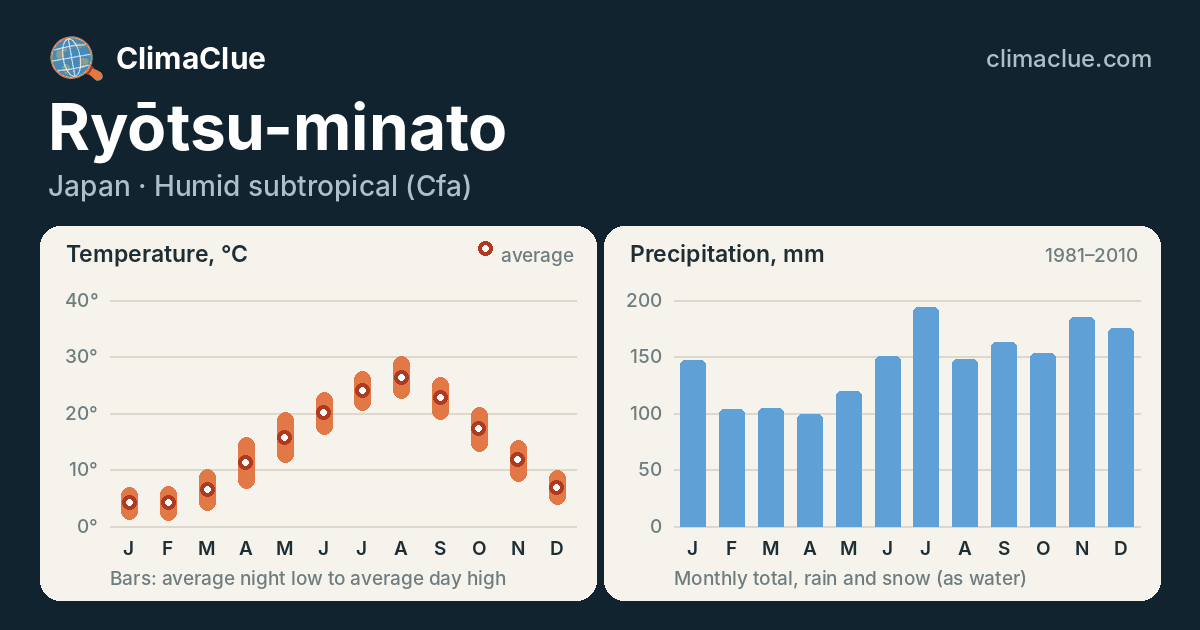 ClimaClue
climaclue.com
Ryōtsu-minato
Japan · Humid subtropical (Cfa)
Temperature, °C
average
40°
30°
20°
10°
0°
J F M A M J J A S O N D
Bars: average night low to average day high
Precipitation, mm
1981–2010
200
150
100
50
0
J F M A M J J A S O N D
Monthly total, rain and snow (as water)